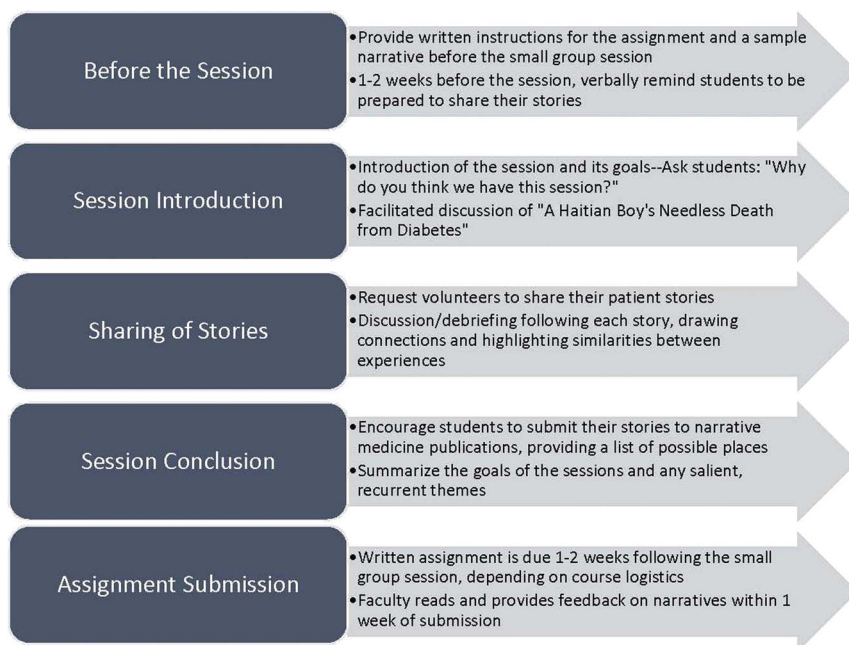 Before the Session
•Provide written instructions for the assignment and a sample
narrative before the small group session
•1-2 weeks before the session, verbally remind students to be
prepared to share their stories
Session Introduction
•Introduction of the session and its goals--Ask students: "Why
do you think we have this session?"
•Facilitated discussion of "A Haitian Boy's Needless Death
from Diabetes"
Sharing of Stories
•Request volunteers to share their patient stories
•Discussion/debriefing following each story, drawing
connections and highlighting similarities between
experiences
Session Conclusion
•Encourage students to submit their stories to narrative
medicine publications, providing a list of possible places
•Summarize the goals of the sessions and any salient,
recurrent themes
Assignment Submission
•Written assignment is due 1-2 weeks following the small
group session, depending on course logistics
•Faculty reads and provides feedback on narratives within 1
week of submission